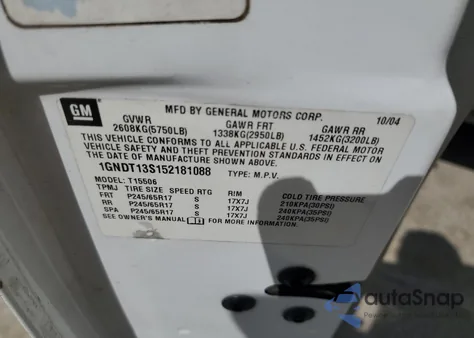 GM
MFD BY GENERAL MOTORS CORP. 10/04
GVWR GAWR FRT GAWR RR
2608KG(5750LB) 1338KG(2950LB) 1452KG(3200LB)
THIS VEHICLE CONFORMS TO ALL APPLICABLE U.S. FEDERAL MOTOR
VEHICLE SAFETY AND THEFT PREVENTION STANDARDS IN EFFECT ON
THE DATE OF MANUFACTURE SHOWN ABOVE.
1GNDT13S152181088 TYPE: M.P.V.
MODEL: T15506
TPMJ TIRE SIZE SPEED RTG RIM COLD TIRE PRESSURE
FRT P245/65R17 S 17X7J 210KPA(30PSI)
RR P245/65R17 S 17X7J 240KPA(35PSI)
SPA P245/65R17 S 17X7J 240KPA(35PSI)
SEE OWNER'S MANUAL FOR MORE INFORMATION.
autoSnap